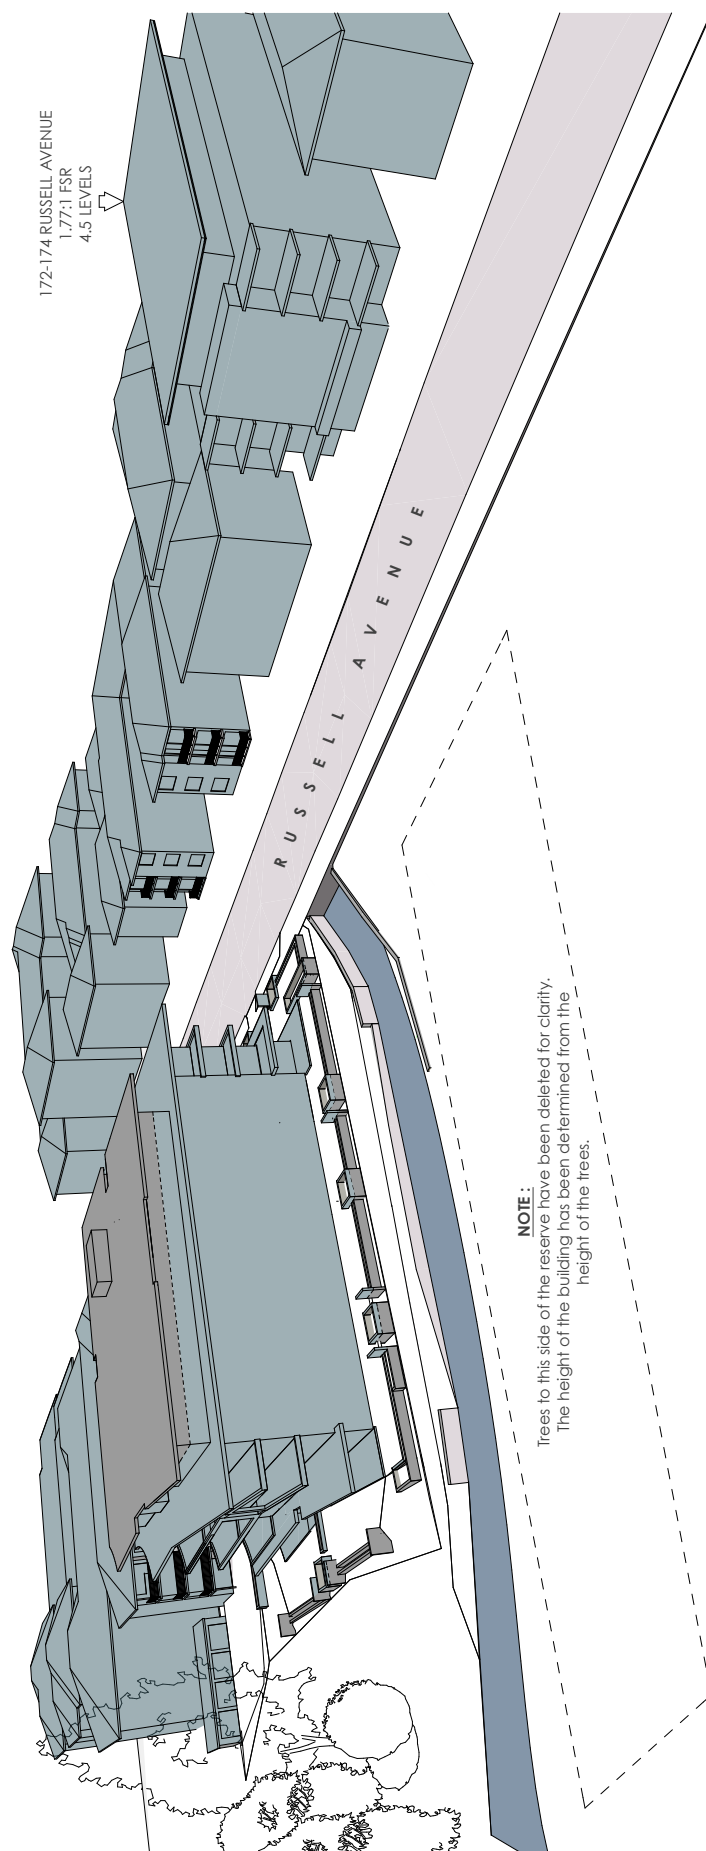 172-174 RUSSELL AVENUE
1.77:1 FSR
4.5 LEVELS
RUSSELL AVENUE
NOTE :
Trees to this side of the reserve have been deleted for clarity.
The height of the building has been determined from the
height of the trees.